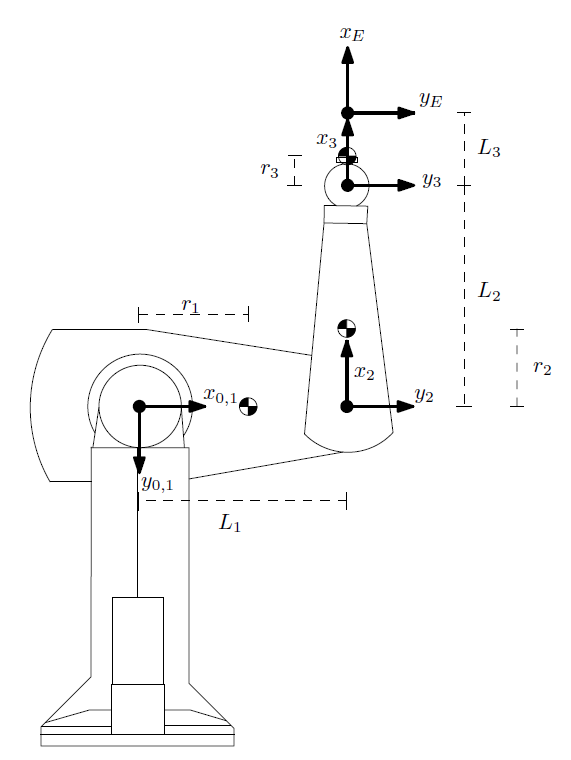 x_E
y_E
x_3
L_3
r_3
y_3
L_2
r_1
x_2
r_2
x_{0,1}
y_2
y_{0,1}
L_1